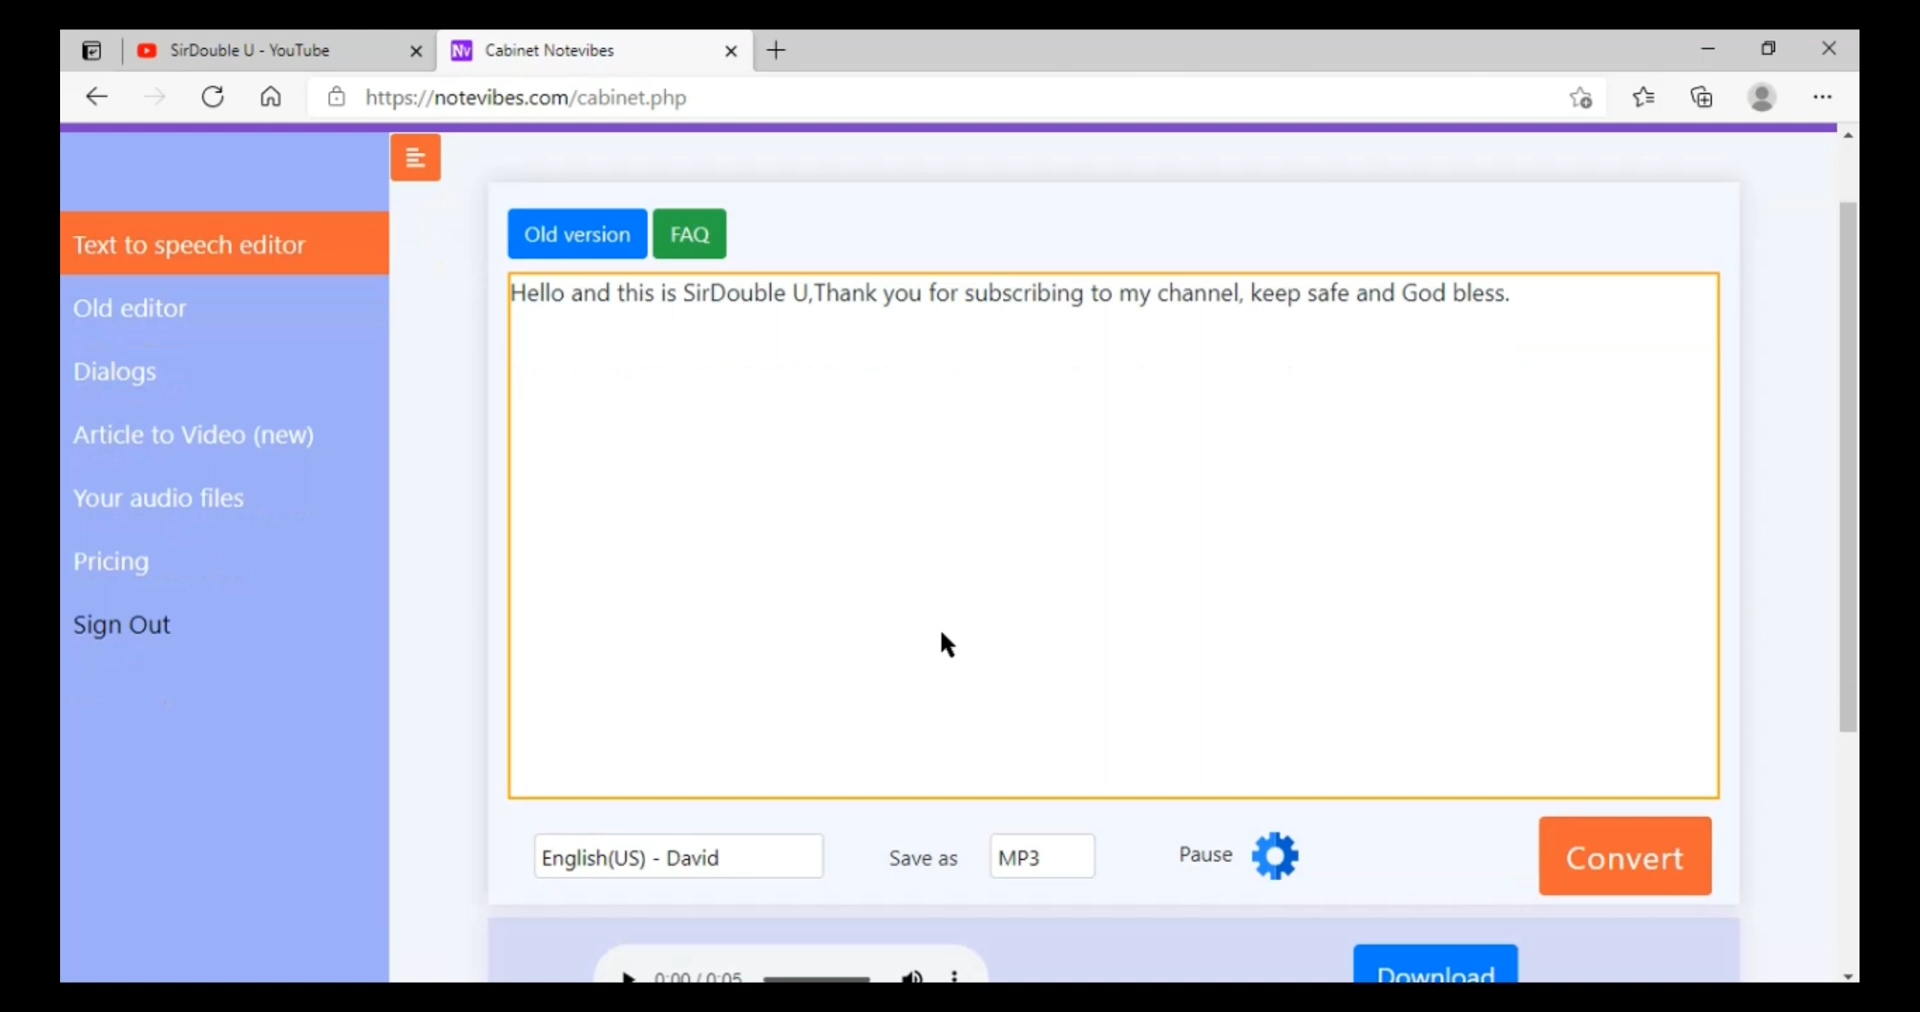 SirDouble U - YouTube
Nv Cabinet Notevibes
https://notevibes.com/cabinet.php
Text to speech editor
Old editor
Dialogs
Article to Video (new)
Your audio files
Pricing
Sign Out
Old version FAQ
Hello and this is SirDouble U,Thank you for subscribing to my channel, keep safe and God bless.
English(US) - David Save as MP3 Pause Convert
0:00 / 0:05 Download